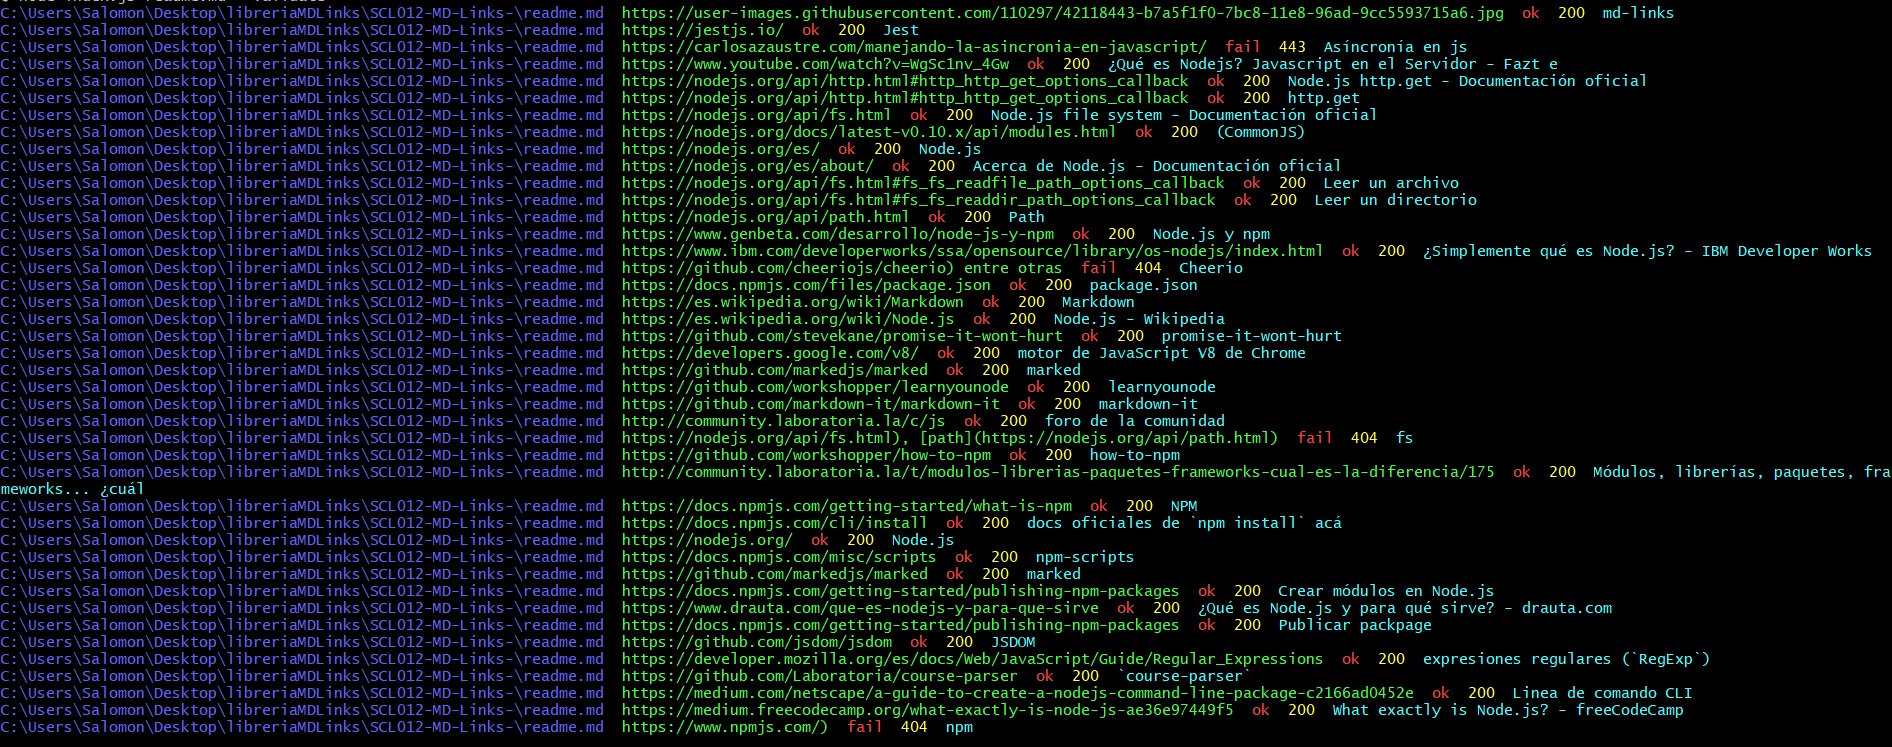 C:\Users\Salomon\Desktop\libreriaMDLinks\SCL012-MD-Links-\readme.md  https://user-images.githubusercontent.com/110297/42118443-b7a5f1f0-7bc8-11e8-96ad-9cc5593715a6.jpg  ok  200  md-links
C:\Users\Salomon\Desktop\libreriaMDLinks\SCL012-MD-Links-\readme.md  https://jestjs.io/  ok  200  Jest
C:\Users\Salomon\Desktop\libreriaMDLinks\SCL012-MD-Links-\readme.md  https://carlosazaustre.com/manejando-la-asincronia-en-javascript/  fail  443  Asíncronía en js
C:\Users\Salomon\Desktop\libreriaMDLinks\SCL012-MD-Links-\readme.md  https://www.youtube.com/watch?v=WgSc1nv_4Gw  ok  200  ¿Qué es Nodejs? Javascript en el Servidor - Fazt e
C:\Users\Salomon\Desktop\libreriaMDLinks\SCL012-MD-Links-\readme.md  https://nodejs.org/api/http.html#http_http_get_options_callback  ok  200  Node.js http.get - Documentación oficial
C:\Users\Salomon\Desktop\libreriaMDLinks\SCL012-MD-Links-\readme.md  https://nodejs.org/api/http.html#http_http_get_options_callback  ok  200  http.get
C:\Users\Salomon\Desktop\libreriaMDLinks\SCL012-MD-Links-\readme.md  https://nodejs.org/api/fs.html  ok  200  Node.js file system - Documentación oficial
C:\Users\Salomon\Desktop\libreriaMDLinks\SCL012-MD-Links-\readme.md  https://nodejs.org/docs/latest-v0.10.x/api/modules.html  ok  200  (CommonJS)
C:\Users\Salomon\Desktop\libreriaMDLinks\SCL012-MD-Links-\readme.md  https://nodejs.org/es/  ok  200  Node.js
C:\Users\Salomon\Desktop\libreriaMDLinks\SCL012-MD-Links-\readme.md  https://nodejs.org/es/about/  ok  200  Acerca de Node.js - Documentación oficial
C:\Users\Salomon\Desktop\libreriaMDLinks\SCL012-MD-Links-\readme.md  https://nodejs.org/api/fs.html#fs_fs_readfile_path_options_callback  ok  200  Leer un archivo
C:\Users\Salomon\Desktop\libreriaMDLinks\SCL012-MD-Links-\readme.md  https://nodejs.org/api/fs.html#fs_fs_readdir_path_options_callback  ok  200  Leer un directorio
C:\Users\Salomon\Desktop\libreriaMDLinks\SCL012-MD-Links-\readme.md  https://nodejs.org/api/path.html  ok  200  Path
C:\Users\Salomon\Desktop\libreriaMDLinks\SCL012-MD-Links-\readme.md  https://www.genbeta.com/desarrollo/node-js-y-npm  ok  200  Node.js y npm
C:\Users\Salomon\Desktop\libreriaMDLinks\SCL012-MD-Links-\readme.md  https://www.ibm.com/developerworks/ssa/opensource/library/os-nodejs/index.html  ok  200  ¿Simplemente qué es Node.js? - IBM Developer Works
C:\Users\Salomon\Desktop\libreriaMDLinks\SCL012-MD-Links-\readme.md  https://github.com/cheeriojs/cheerio) entre otras  fail  404  Cheerio
C:\Users\Salomon\Desktop\libreriaMDLinks\SCL012-MD-Links-\readme.md  https://docs.npmjs.com/files/package.json  ok  200  package.json
C:\Users\Salomon\Desktop\libreriaMDLinks\SCL012-MD-Links-\readme.md  https://es.wikipedia.org/wiki/Markdown  ok  200  Markdown
C:\Users\Salomon\Desktop\libreriaMDLinks\SCL012-MD-Links-\readme.md  https://es.wikipedia.org/wiki/Node.js  ok  200  Node.js - Wikipedia
C:\Users\Salomon\Desktop\libreriaMDLinks\SCL012-MD-Links-\readme.md  https://github.com/stevekane/promise-it-wont-hurt  ok  200  promise-it-wont-hurt
C:\Users\Salomon\Desktop\libreriaMDLinks\SCL012-MD-Links-\readme.md  https://developers.google.com/v8/  ok  200  motor de JavaScript V8 de Chrome
C:\Users\Salomon\Desktop\libreriaMDLinks\SCL012-MD-Links-\readme.md  https://github.com/markedjs/marked  ok  200  marked
C:\Users\Salomon\Desktop\libreriaMDLinks\SCL012-MD-Links-\readme.md  https://github.com/workshopper/learnyounode  ok  200  learnyounode
C:\Users\Salomon\Desktop\libreriaMDLinks\SCL012-MD-Links-\readme.md  https://github.com/markdown-it/markdown-it  ok  200  markdown-it
C:\Users\Salomon\Desktop\libreriaMDLinks\SCL012-MD-Links-\readme.md  http://community.laboratoria.la/c/js  ok  200  foro de la comunidad
C:\Users\Salomon\Desktop\libreriaMDLinks\SCL012-MD-Links-\readme.md  https://nodejs.org/api/fs.html), [path](https://nodejs.org/api/path.html)  fail  404  fs
C:\Users\Salomon\Desktop\libreriaMDLinks\SCL012-MD-Links-\readme.md  https://github.com/workshopper/how-to-npm  ok  200  how-to-npm
C:\Users\Salomon\Desktop\libreriaMDLinks\SCL012-MD-Links-\readme.md  http://community.laboratoria.la/t/modulos-librerias-paquetes-frameworks-cual-es-la-diferencia/175  ok  200  Módulos, librerías, paquetes, fra
meworks... ¿cuál
C:\Users\Salomon\Desktop\libreriaMDLinks\SCL012-MD-Links-\readme.md  https://docs.npmjs.com/getting-started/what-is-npm  ok  200  NPM
C:\Users\Salomon\Desktop\libreriaMDLinks\SCL012-MD-Links-\readme.md  https://docs.npmjs.com/cli/install  ok  200  docs oficiales de `npm install` acá
C:\Users\Salomon\Desktop\libreriaMDLinks\SCL012-MD-Links-\readme.md  https://nodejs.org/  ok  200  Node.js
C:\Users\Salomon\Desktop\libreriaMDLinks\SCL012-MD-Links-\readme.md  https://docs.npmjs.com/misc/scripts  ok  200  npm-scripts
C:\Users\Salomon\Desktop\libreriaMDLinks\SCL012-MD-Links-\readme.md  https://github.com/markedjs/marked  ok  200  marked
C:\Users\Salomon\Desktop\libreriaMDLinks\SCL012-MD-Links-\readme.md  https://docs.npmjs.com/getting-started/publishing-npm-packages  ok  200  Crear módulos en Node.js
C:\Users\Salomon\Desktop\libreriaMDLinks\SCL012-MD-Links-\readme.md  https://www.drauta.com/que-es-nodejs-y-para-que-sirve  ok  200  ¿Qué es Node.js y para qué sirve? - drauta.com
C:\Users\Salomon\Desktop\libreriaMDLinks\SCL012-MD-Links-\readme.md  https://docs.npmjs.com/getting-started/publishing-npm-packages  ok  200  Publicar packpage
C:\Users\Salomon\Desktop\libreriaMDLinks\SCL012-MD-Links-\readme.md  https://github.com/jsdom/jsdom  ok  200  JSDOM
C:\Users\Salomon\Desktop\libreriaMDLinks\SCL012-MD-Links-\readme.md  https://developer.mozilla.org/es/docs/Web/JavaScript/Guide/Regular_Expressions  ok  200  expresiones regulares (`RegExp`)
C:\Users\Salomon\Desktop\libreriaMDLinks\SCL012-MD-Links-\readme.md  https://github.com/Laboratoria/course-parser  ok  200  `course-parser`
C:\Users\Salomon\Desktop\libreriaMDLinks\SCL012-MD-Links-\readme.md  https://medium.com/netscape/a-guide-to-create-a-nodejs-command-line-package-c2166ad0452e  ok  200  Linea de comando CLI
C:\Users\Salomon\Desktop\libreriaMDLinks\SCL012-MD-Links-\readme.md  https://medium.freecodecamp.org/what-exactly-is-node-js-ae36e97449f5  ok  200  What exactly is Node.js? - freeCodeCamp
C:\Users\Salomon\Desktop\libreriaMDLinks\SCL012-MD-Links-\readme.md  https://www.npmjs.com/)  fail  404  npm